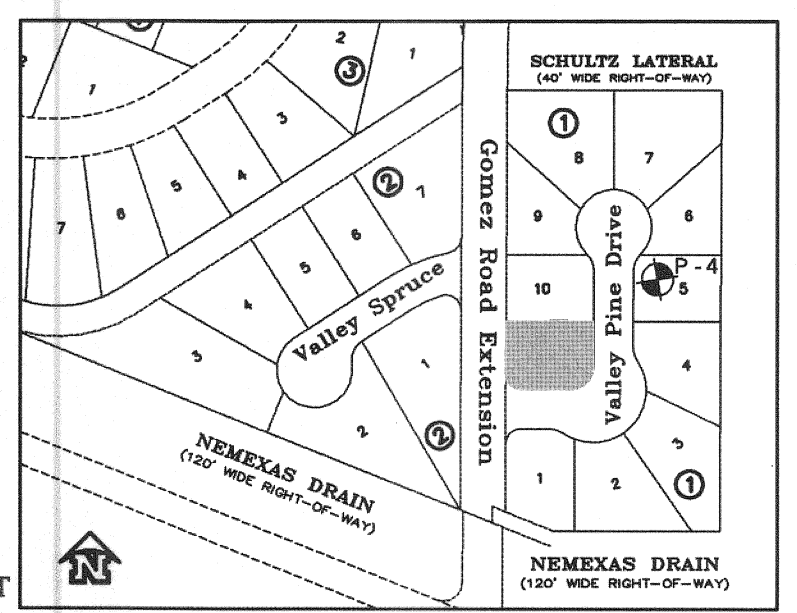 2
1
SCHULTZ LATERAL
(40' WIDE RIGHT-OF-WAY)
1
3
3
1
8
7
4
5
6
7
2
7
9
6
6
5
4
3
Valley Spruce
Gomez Road Extension
Valley Pine Drive
P-4
10
5
1
4
2
2
3
1
2
1
NEMEXAS DRAIN
(120' WIDE RIGHT-OF-WAY)
N
NEMEXAS DRAIN
(120' WIDE RIGHT-OF-WAY)
T